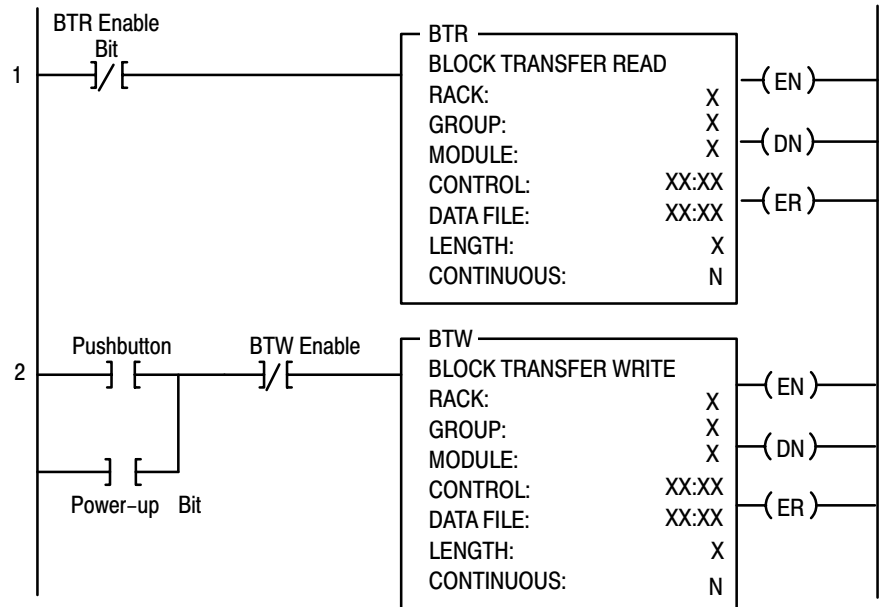 BTR Enable
Bit
1
BTR
BLOCK TRANSFER READ
RACK: X
GROUP: X
MODULE: X
CONTROL: XX:XX
DATA FILE: XX:XX
LENGTH: X
CONTINUOUS: N
EN
DN
ER
2
Pushbutton
BTW Enable
Power-up Bit
BTW
BLOCK TRANSFER WRITE
RACK: X
GROUP: X
MODULE: X
CONTROL: XX:XX
DATA FILE: XX:XX
LENGTH: X
CONTINUOUS: N
EN
DN
ER